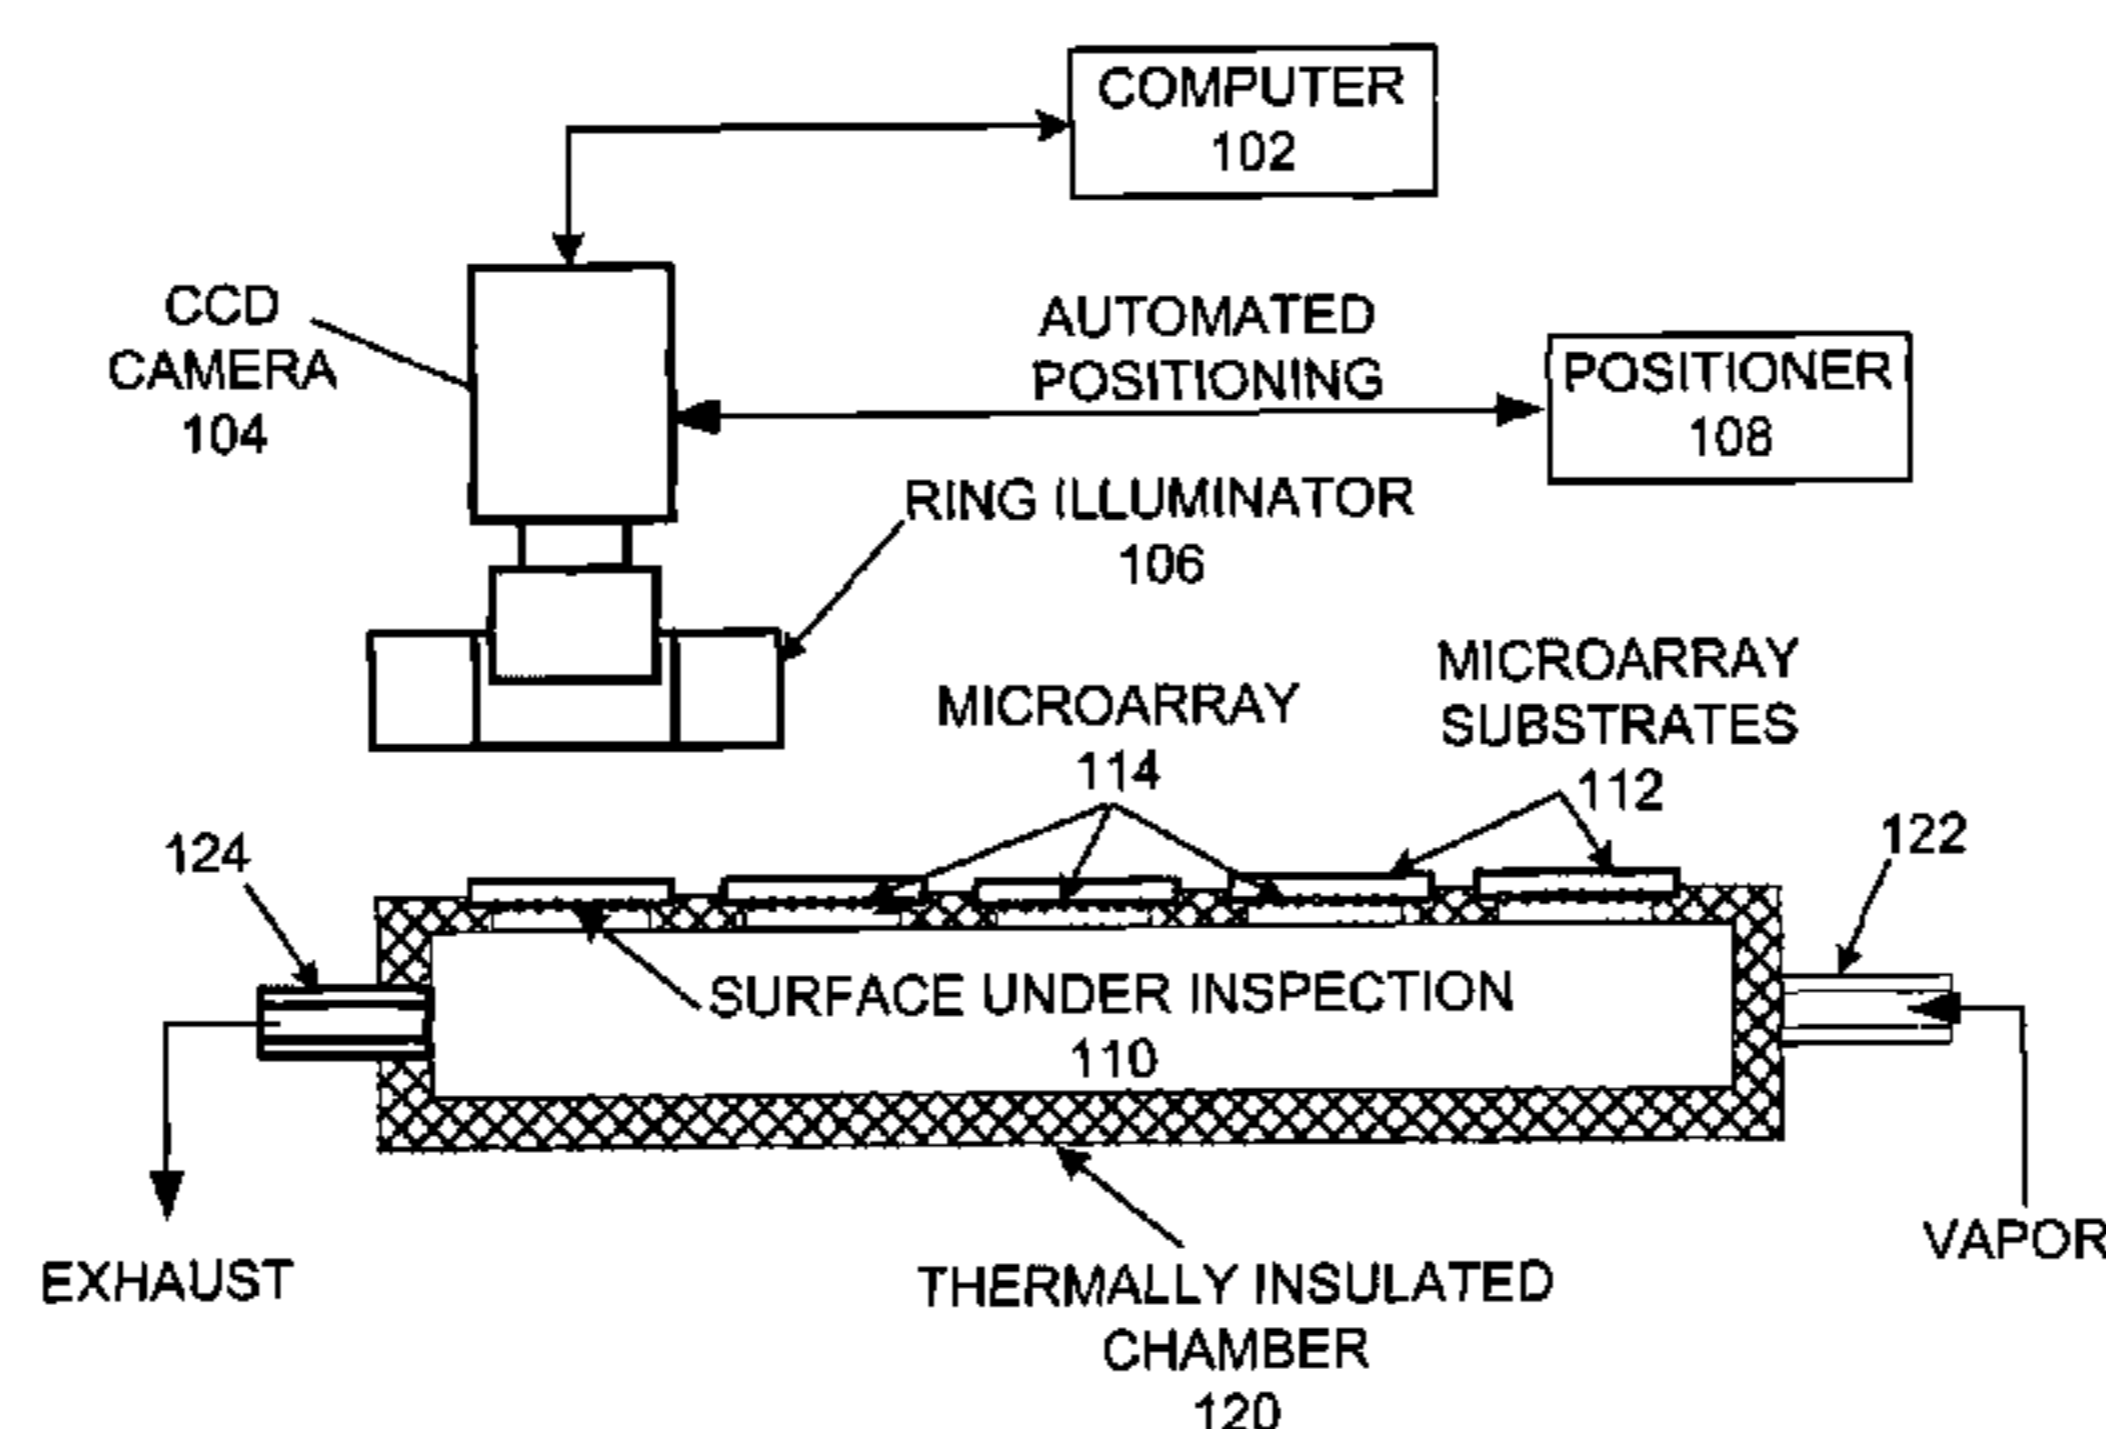 COMPUTER
102
CCD
CAMERA
104
AUTOMATED
POSITIONING
POSITIONER
108
RING ILLUMINATOR
106
MICROARRAY
114
MICROARRAY
SUBSTRATES
112
124
122
SURFACE UNDER INSPECTION
110
EXHAUST
VAPOR
THERMALLY INSULATED
CHAMBER
120